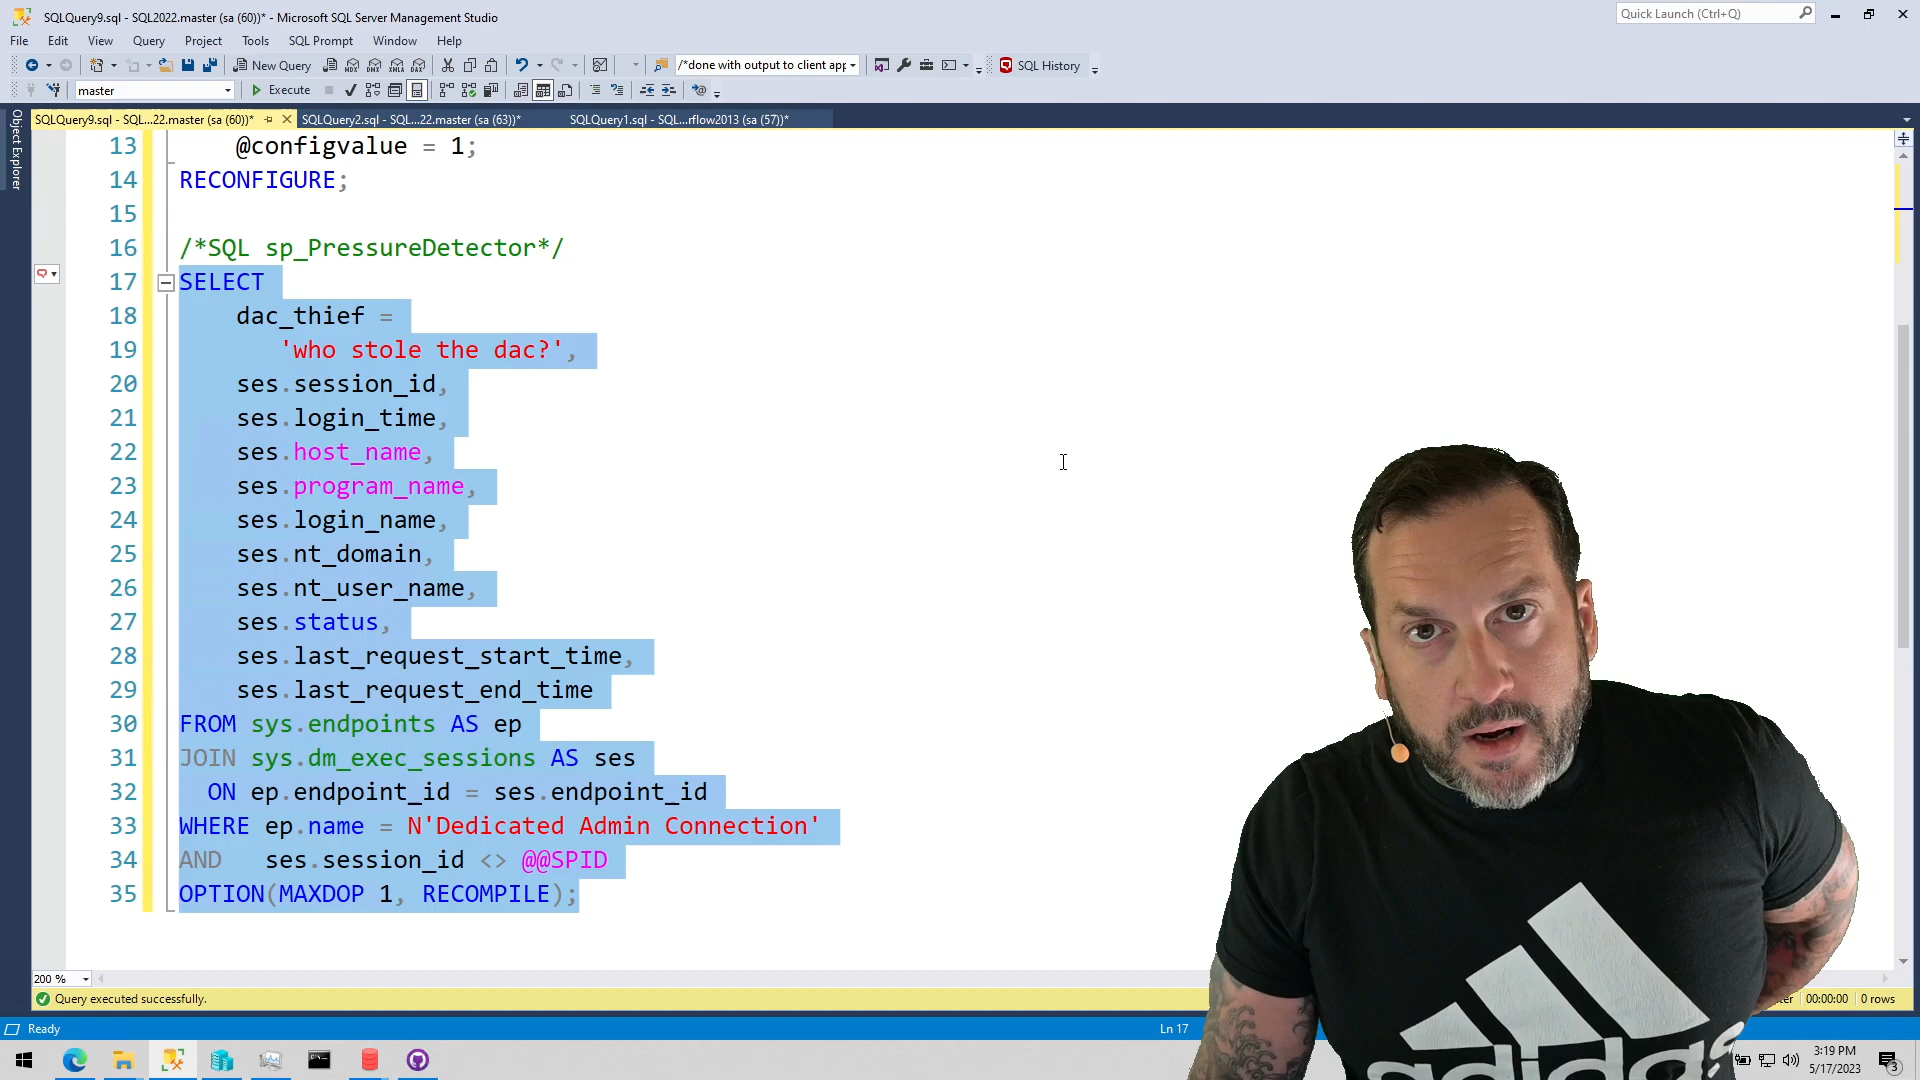 SQLQuery9.sql - SQL2022.master (sa (60))* - Microsoft SQL Server Management Studio
Quick Launch (Ctrl+Q)
File Edit View Query Project Tools SQL Prompt Window Help
New Query
MDX DMX XMLA DAX
/*done with output to client app
SQL History
master
Execute
SQLQuery9.sql - SQL...22.master (sa (60))*
SQLQuery2.sql - SQL...22.master (sa (63))*
SQLQuery1.sql - SQL...rflow2013 (sa (57))*
Object Explorer
13 @configvalue = 1;
14 RECONFIGURE;
15
16 /*SQL sp_PressureDetector*/
17 SELECT
18 dac_thief =
19 'who stole the dac?',
20 ses.session_id,
21 ses.login_time,
22 ses.host_name,
23 ses.program_name,
24 ses.login_name,
25 ses.nt_domain,
26 ses.nt_user_name,
27 ses.status,
28 ses.last_request_start_time,
29 ses.last_request_end_time
30 FROM sys.endpoints AS ep
31 JOIN sys.dm_exec_sessions AS ses
32 ON ep.endpoint_id = ses.endpoint_id
33 WHERE ep.name = N'Dedicated Admin Connection'
34 AND ses.session_id <> @@SPID
35 OPTION(MAXDOP 1, RECOMPILE);
200 %
Query executed successfully.
00:00:00 0 rows
Ready
Ln 17
adidas
3:19 PM
5/17/2023
3